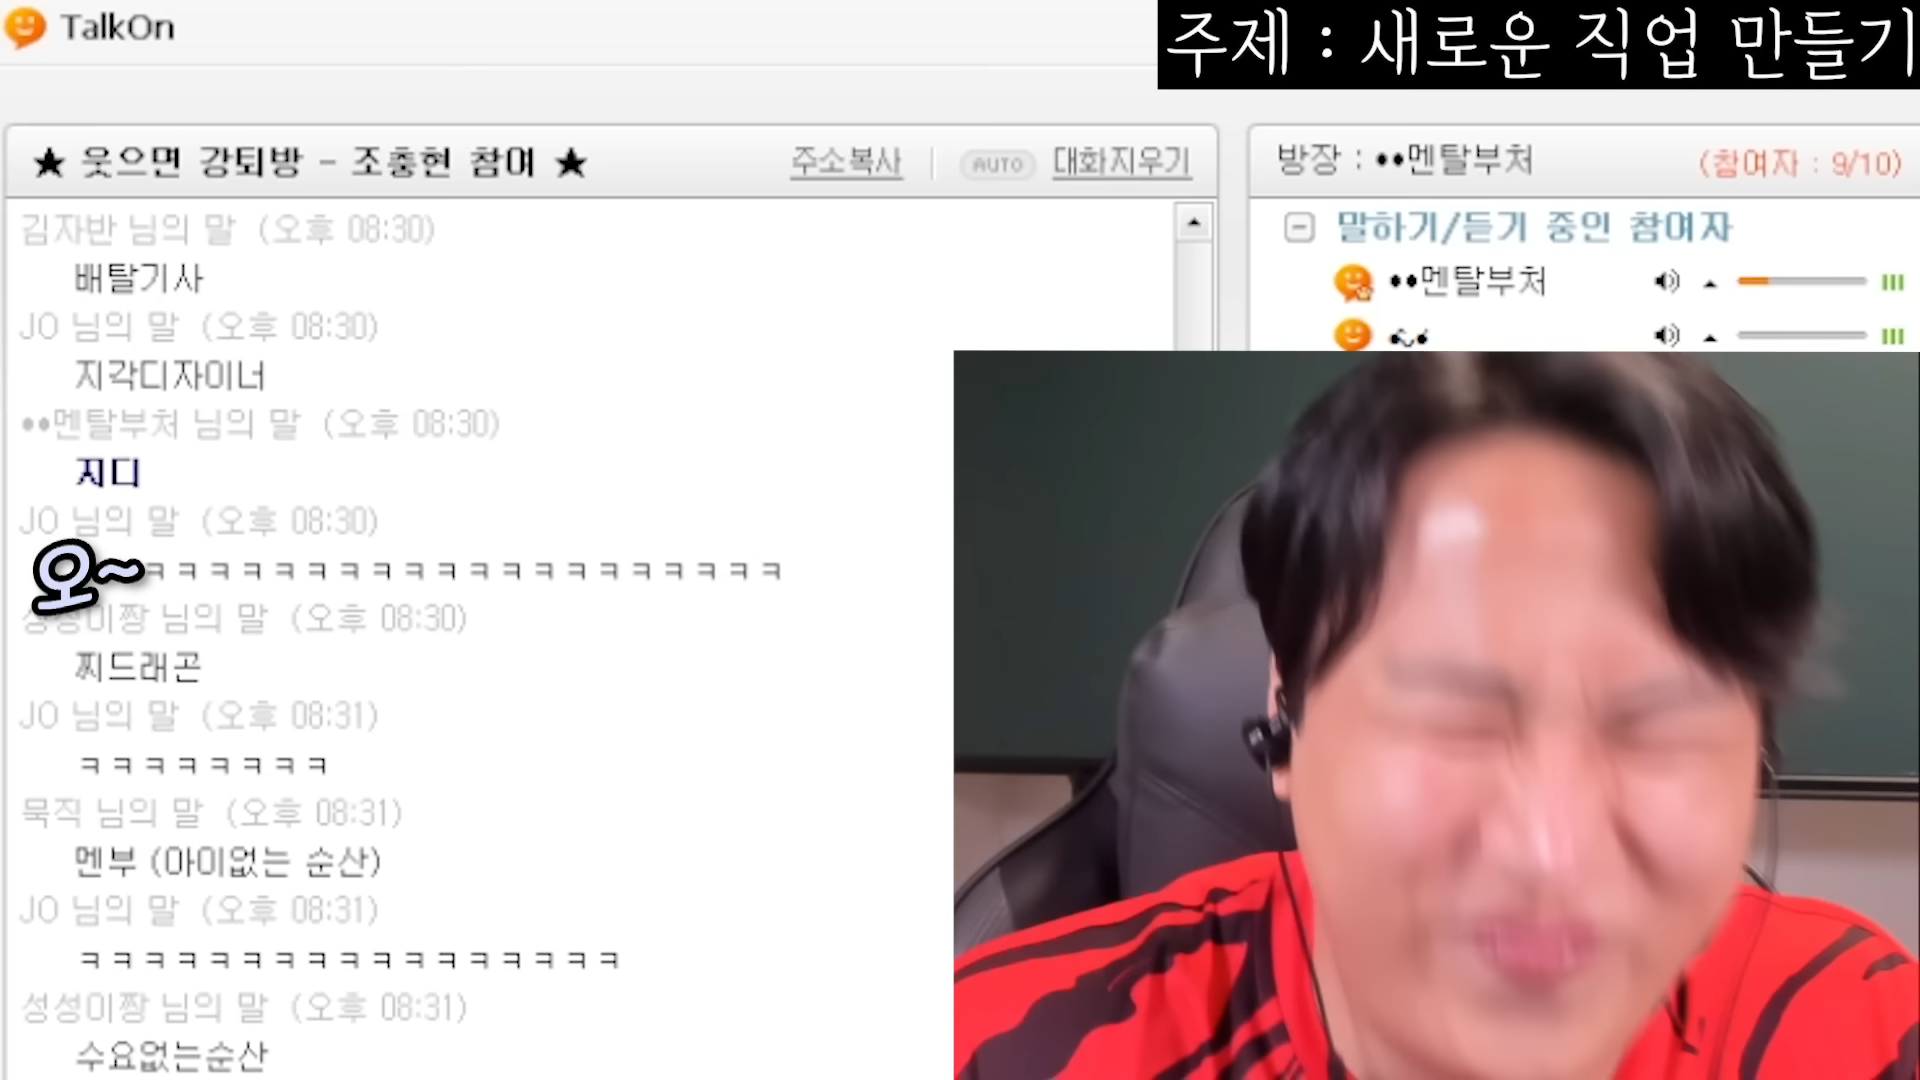 TalkOn
주제 : 새로운 직업 만들기
★ 웃으면 강퇴방 - 조충현 참여 ★
주소복사
AUTO
대화지우기
방장 : ●●멘탈부처
(참여자 : 9/10)
말하기/듣기 중인 참여자
●●멘탈부처
김자반 님의 말 (오후 08:30)
배탈기사
JO 님의 말 (오후 08:30)
지각디자이너
●●멘탈부처 님의 말 (오후 08:30)
지디
JO 님의 말 (오후 08:30)
오~ㅋㅋㅋㅋㅋㅋㅋㅋㅋㅋㅋㅋㅋㅋㅋㅋㅋㅋㅋㅋ
성성이짱 님의 말 (오후 08:30)
찌드래곤
JO 님의 말 (오후 08:31)
ㅋㅋㅋㅋㅋㅋㅋㅋ
묵직 님의 말 (오후 08:31)
멘부 (아이없는 순산)
JO 님의 말 (오후 08:31)
ㅋㅋㅋㅋㅋㅋㅋㅋㅋㅋㅋㅋㅋㅋㅋㅋㅋ
성성이짱 님의 말 (오후 08:31)
수요없는순산